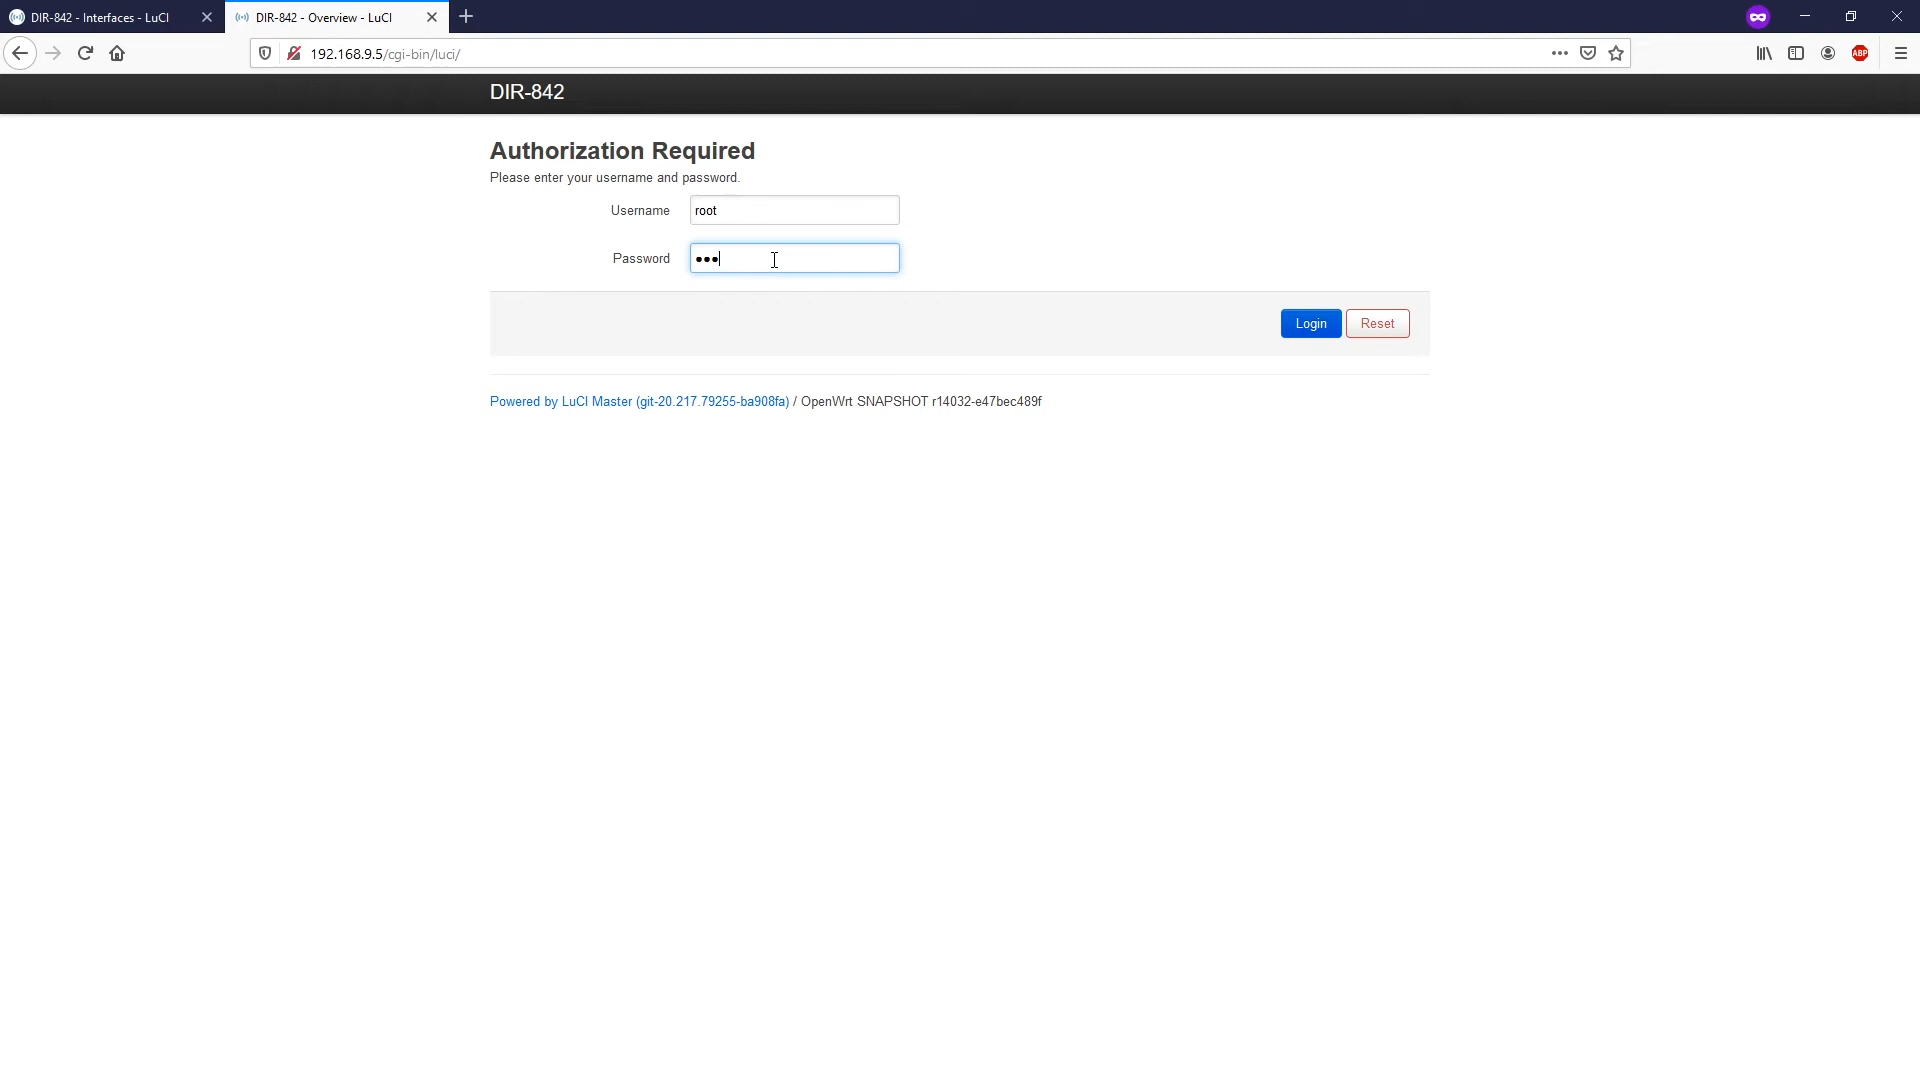 DIR-842 - Interfaces - LuCI
DIR-842 - Overview - LuCI
192.168.9.5/cgi-bin/luci/
ABP
DIR-842
Authorization Required
Please enter your username and password.
Username root
Password •••
Login Reset
Powered by LuCI Master (git-20.217.79255-ba908fa) / OpenWrt SNAPSHOT r14032-e47bec489f